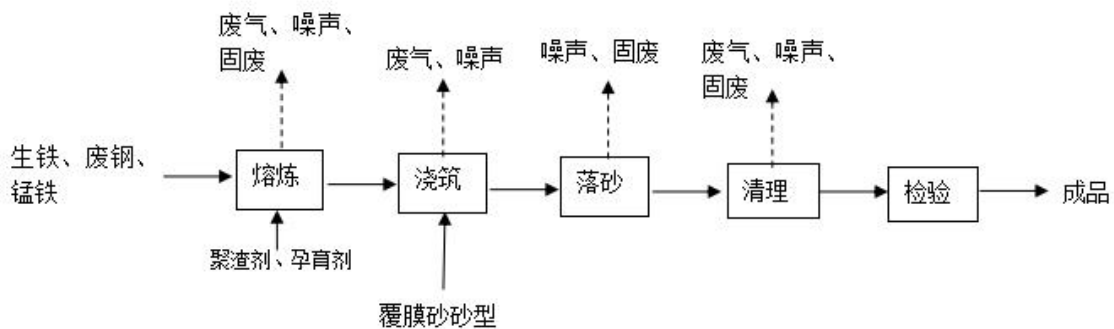 废气、噪声、
固废
废气、噪声
噪声、固废
废气、噪声、
固废
生铁、废钢、
锰铁
熔炼
浇筑
落砂
清理
检验
成品
聚渣剂、孕育剂
覆膜砂砂型